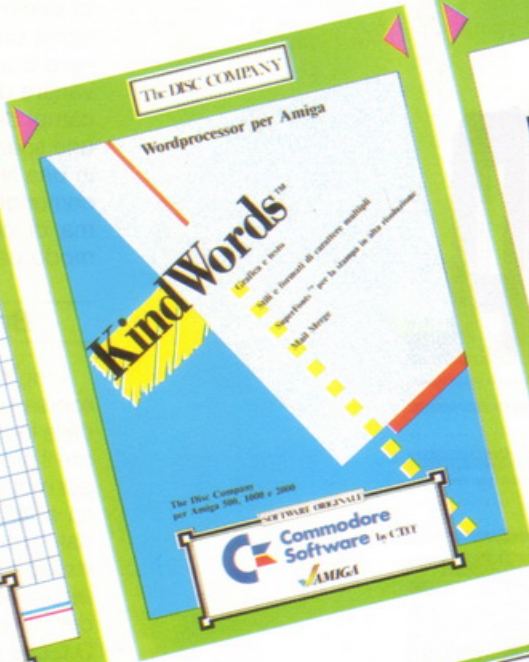 The DISC COMPANY
Wordprocessor per Amiga
KindWords™
Grafica e testo
Stili e formati di carattere multipli
SuperFonts™ per la stampa in alta risoluzione
Mail Merge
The Disc Company
per Amiga 500, 1000 e 2000
SOFTWARE ORIGINALE
Commodore
Software by CTO
AMIGA